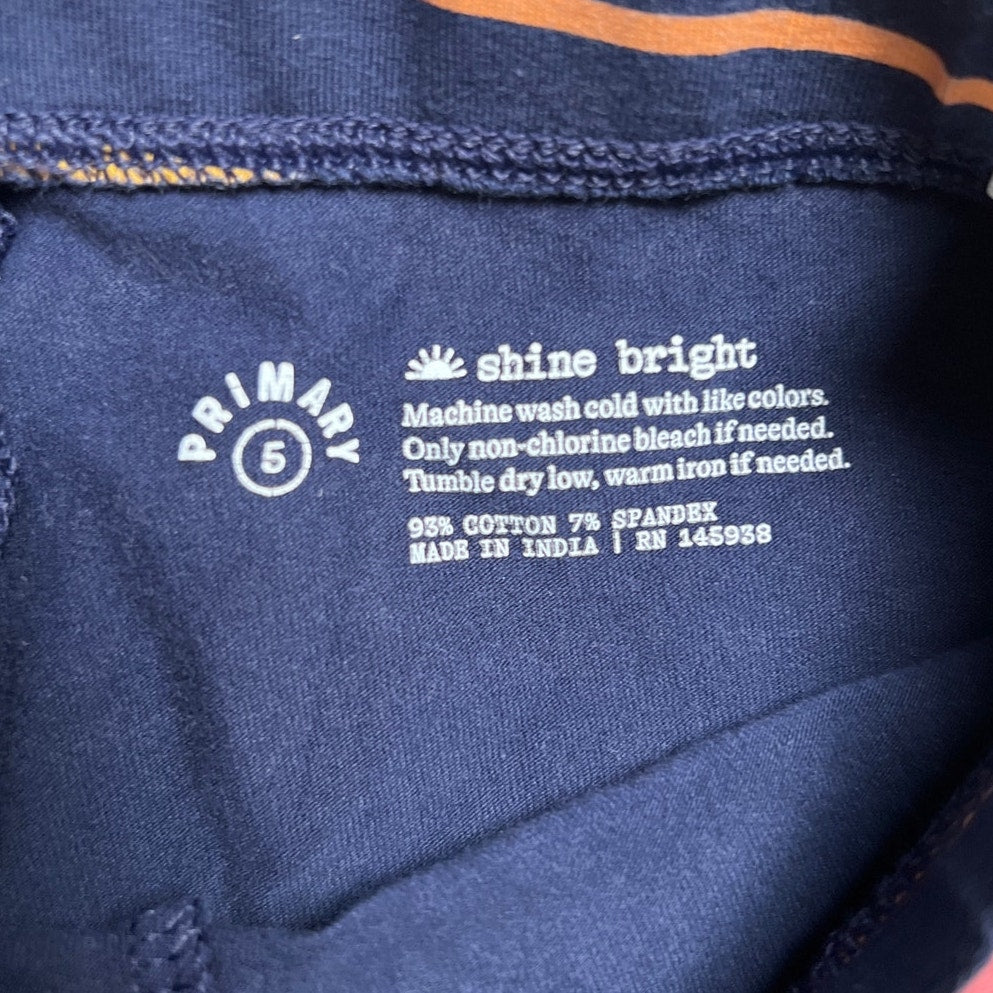 PRIMARY
5
shine bright
Machine wash cold with like colors.
Only non-chlorine bleach if needed.
Tumble dry low, warm iron if needed.
93% COTTON 7% SPANDEX
MADE IN INDIA | RN 145938